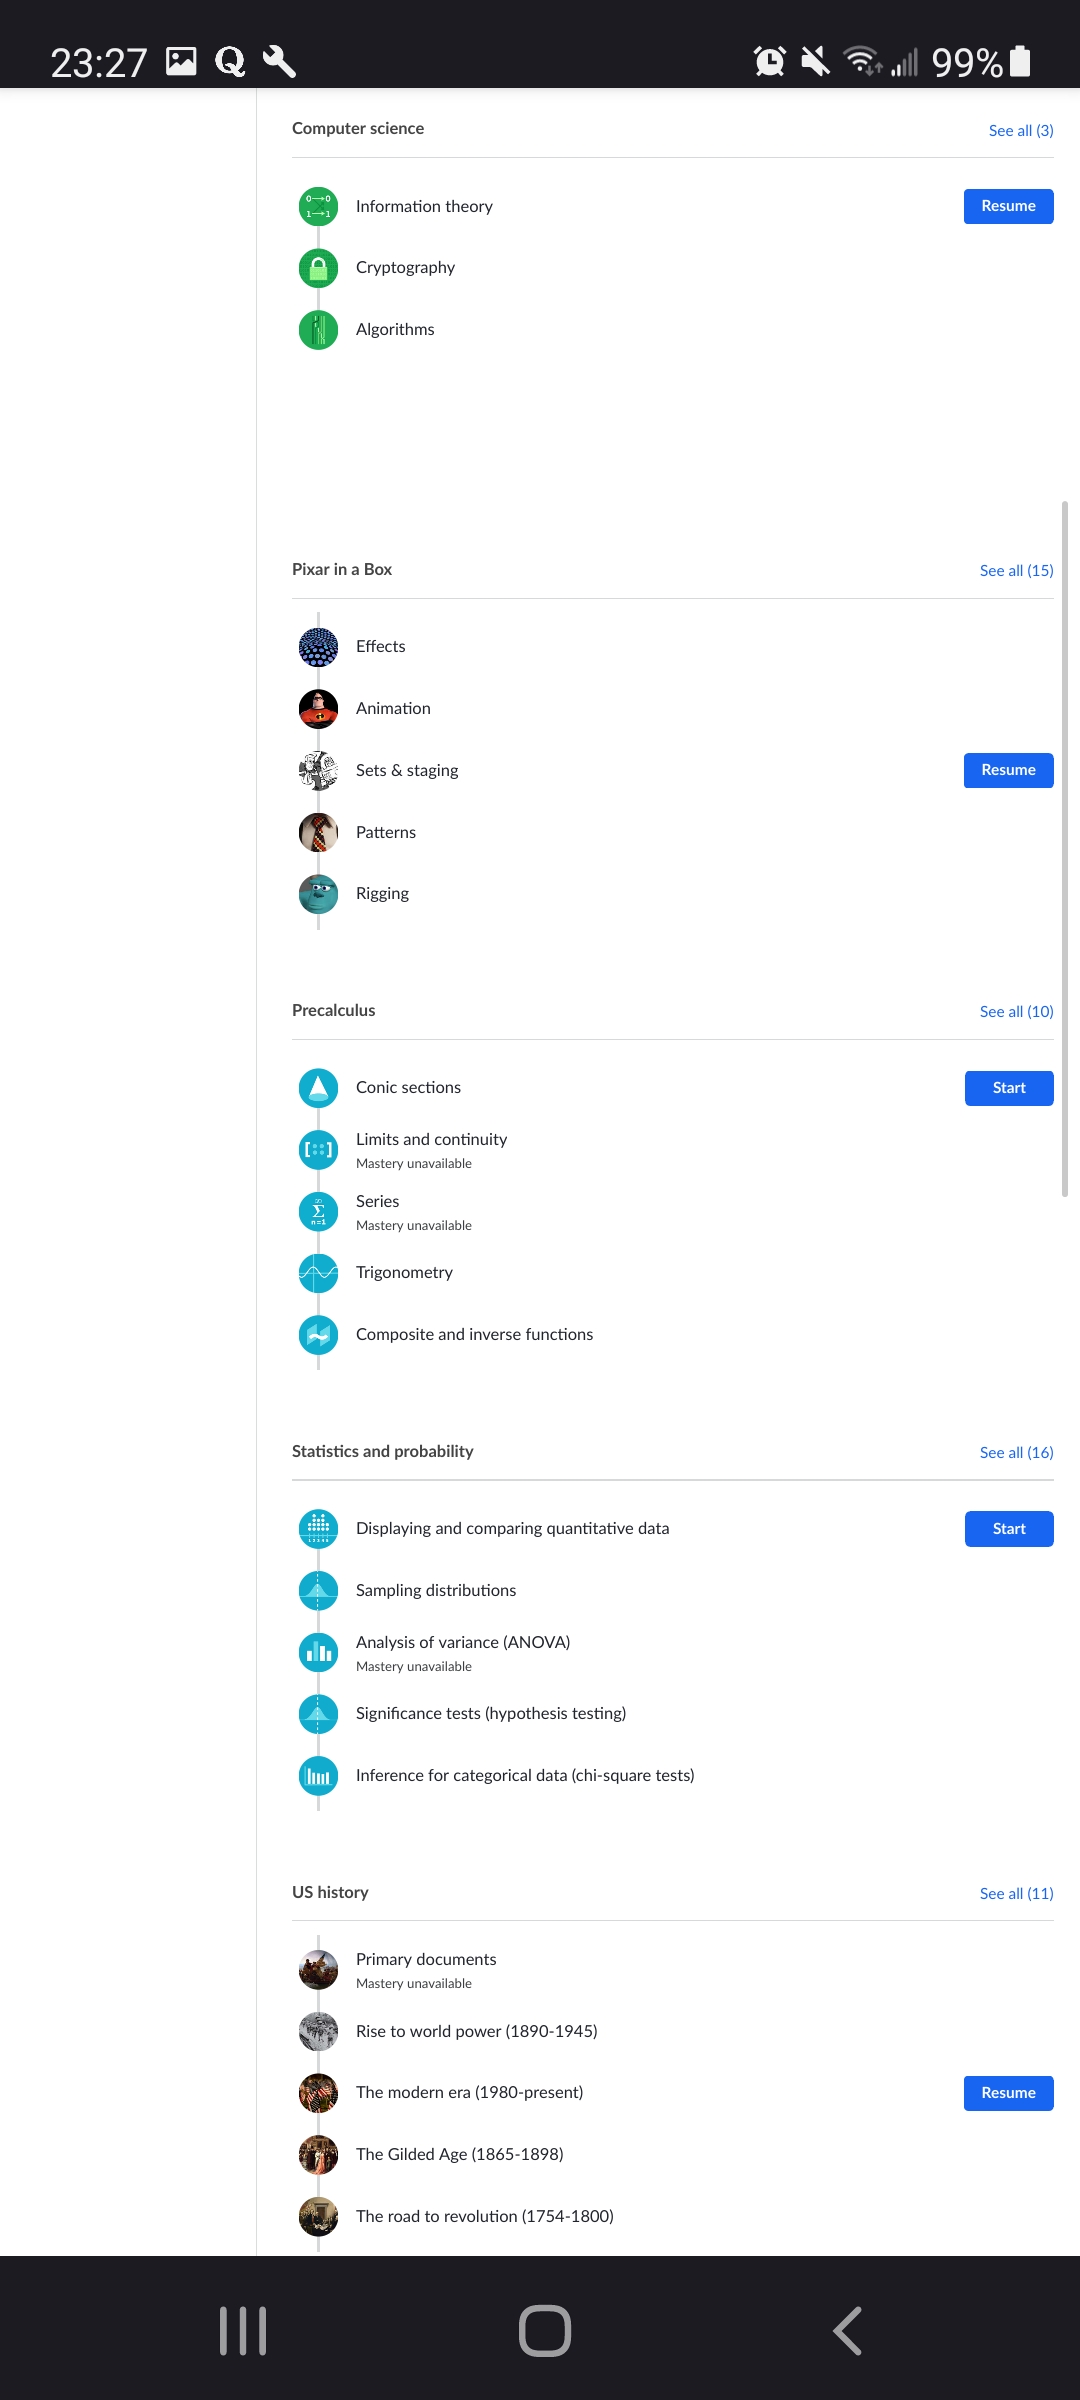 23:27
99%
Computer science
See all (3)
Information theory
Resume
Cryptography
Algorithms
Pixar in a Box
See all (15)
Effects
Animation
Sets & staging
Resume
Patterns
Rigging
Precalculus
See all (10)
Conic sections
Start
Limits and continuity
Mastery unavailable
Series
Mastery unavailable
Trigonometry
Composite and inverse functions
Statistics and probability
See all (16)
Displaying and comparing quantitative data
Start
Sampling distributions
Analysis of variance (ANOVA)
Mastery unavailable
Significance tests (hypothesis testing)
Inference for categorical data (chi-square tests)
US history
See all (11)
Primary documents
Mastery unavailable
Rise to world power (1890-1945)
The modern era (1980-present)
Resume
The Gilded Age (1865-1898)
The road to revolution (1754-1800)